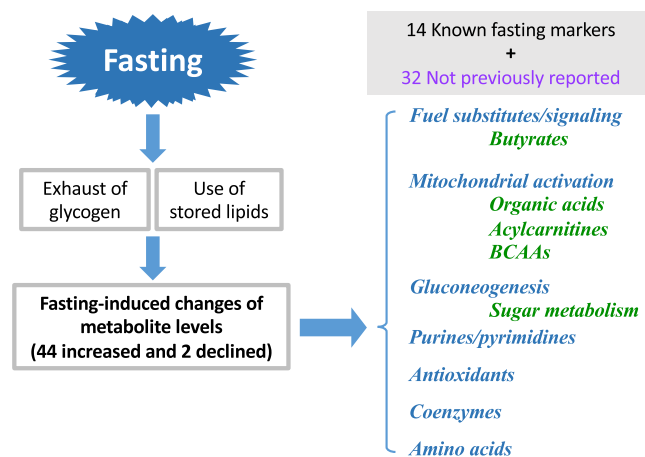 Fasting
Exhaust of
glycogen
Use of
stored lipids
Fasting-induced changes of
metabolite levels
(44 increased and 2 declined)
14 Known fasting markers
+
32 Not previously reported
Fuel substitutes/signaling
Butyrates
Mitochondrial activation
Organic acids
Acylcarnitines
BCAAs
Gluconeogenesis
Sugar metabolism
Purines/pyrimidines
Antioxidants
Coenzymes
Amino acids